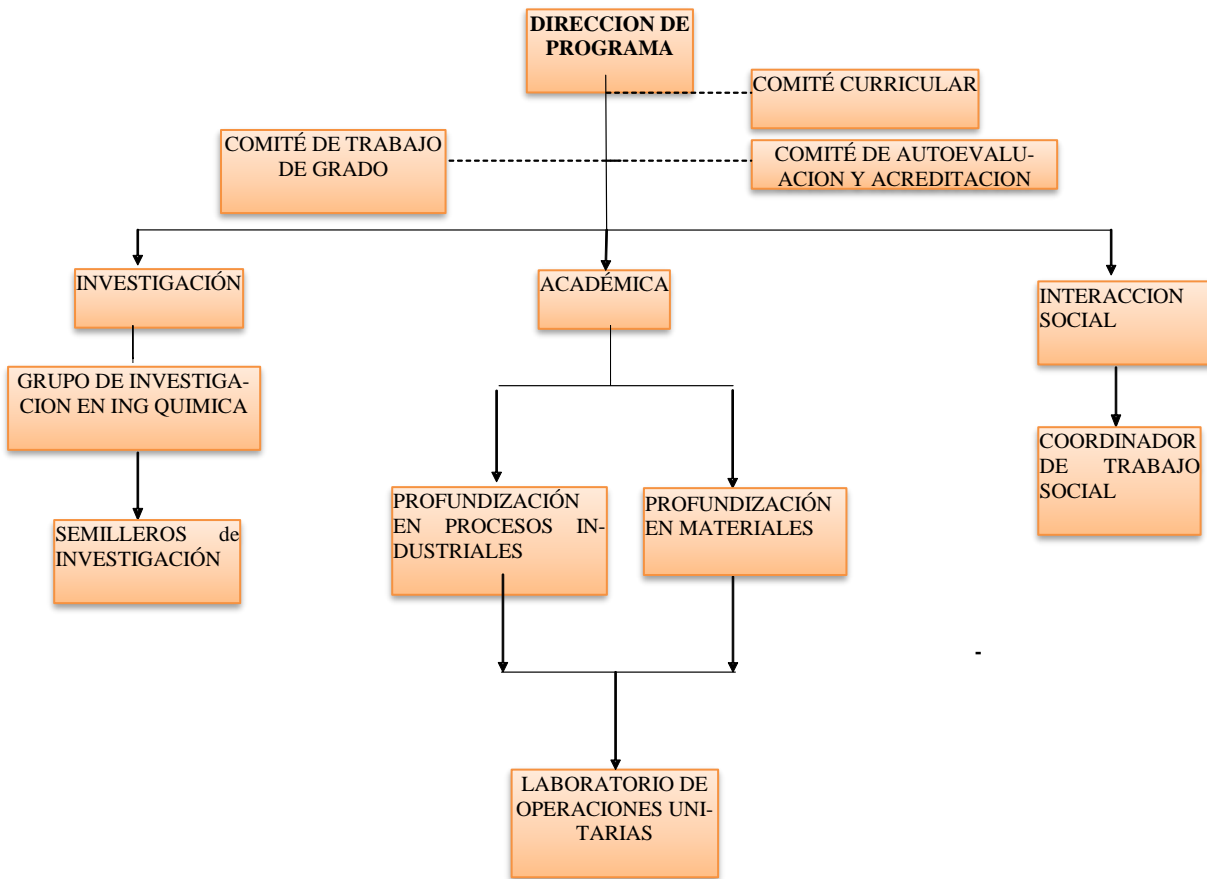 DIRECCION DE
PROGRAMA
COMITÉ CURRICULAR
COMITÉ DE TRABAJO
DE GRADO
COMITÉ DE AUTOEVALU-
ACION Y ACREDITACION
INVESTIGACIÓN
ACADÉMICA
INTERACCION
SOCIAL
GRUPO DE INVESTIGA-
CION EN ING QUIMICA
COORDINADOR
DE TRABAJO
SOCIAL
PROFUNDIZACIÓN
EN PROCESOS IN-
DUSTRIALES
PROFUNDIZACIÓN
EN MATERIALES
SEMILLEROS de
INVESTIGACIÓN
-
LABORATORIO DE
OPERACIONES UNI-
TARIAS